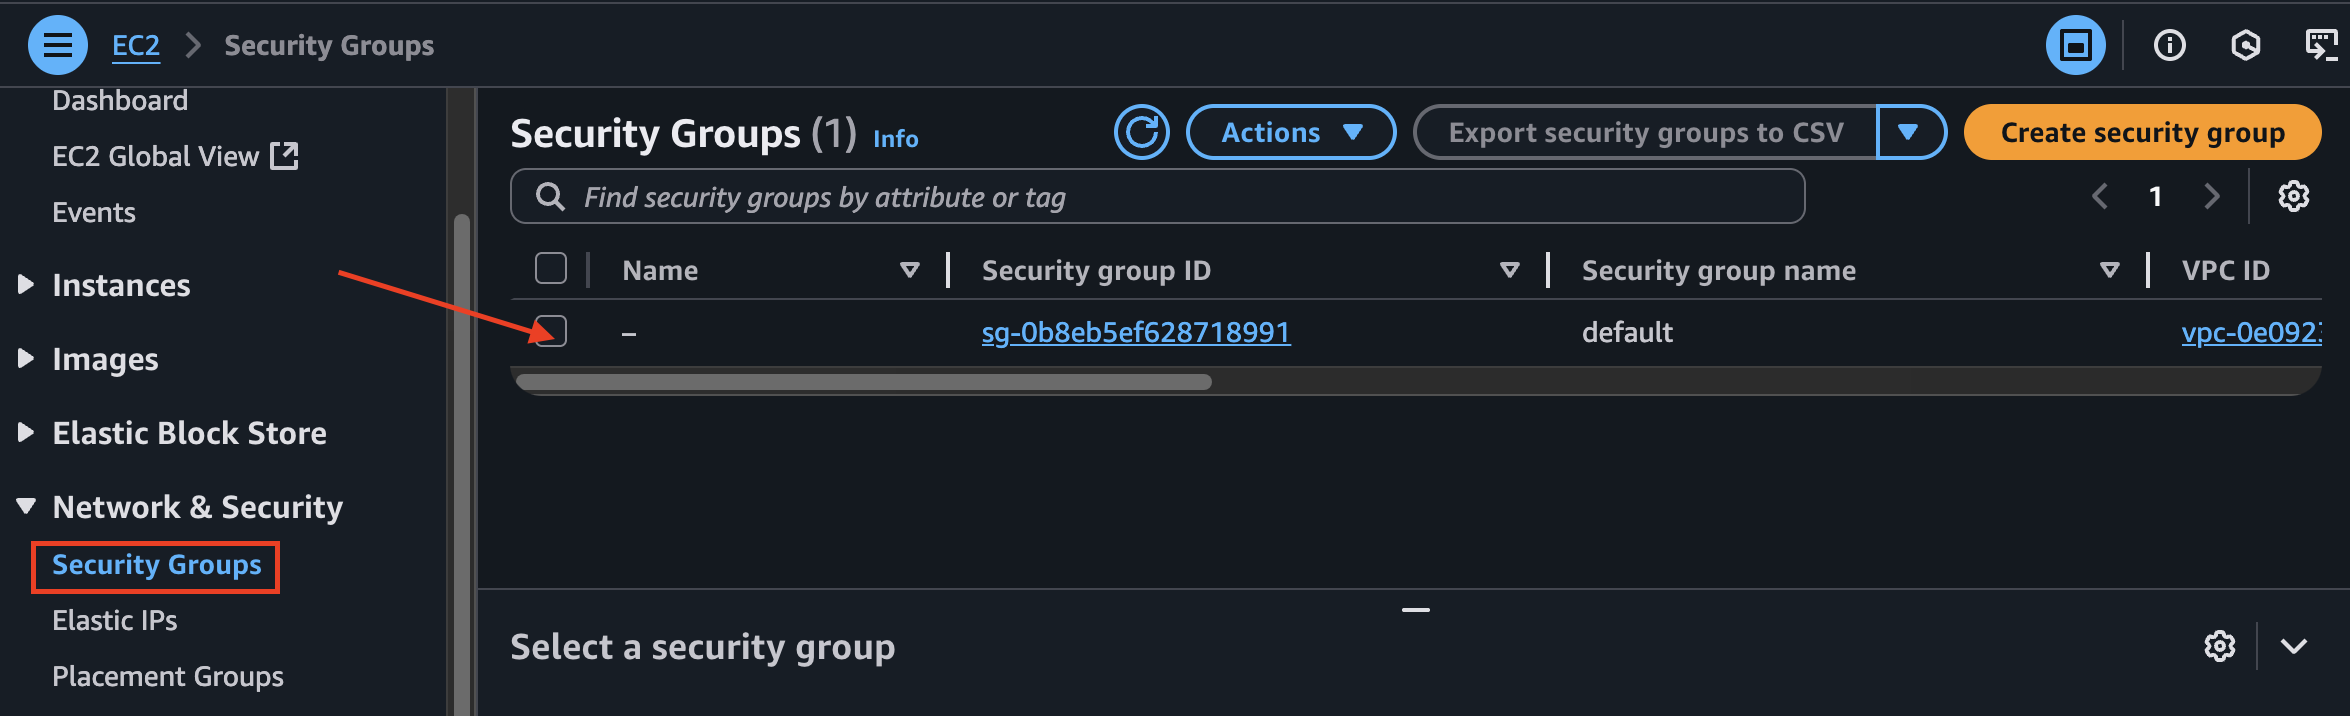 EC2 > Security Groups
Dashboard
EC2 Global View
Events
Instances
Images
Elastic Block Store
Network & Security
Security Groups
Elastic IPs
Placement Groups
Security Groups (1) Info
Actions
Export security groups to CSV
Create security group
Find security groups by attribute or tag
1
Name Security group ID Security group name VPC ID
– sg-0b8eb5ef628718991 default vpc-0e092
Select a security group